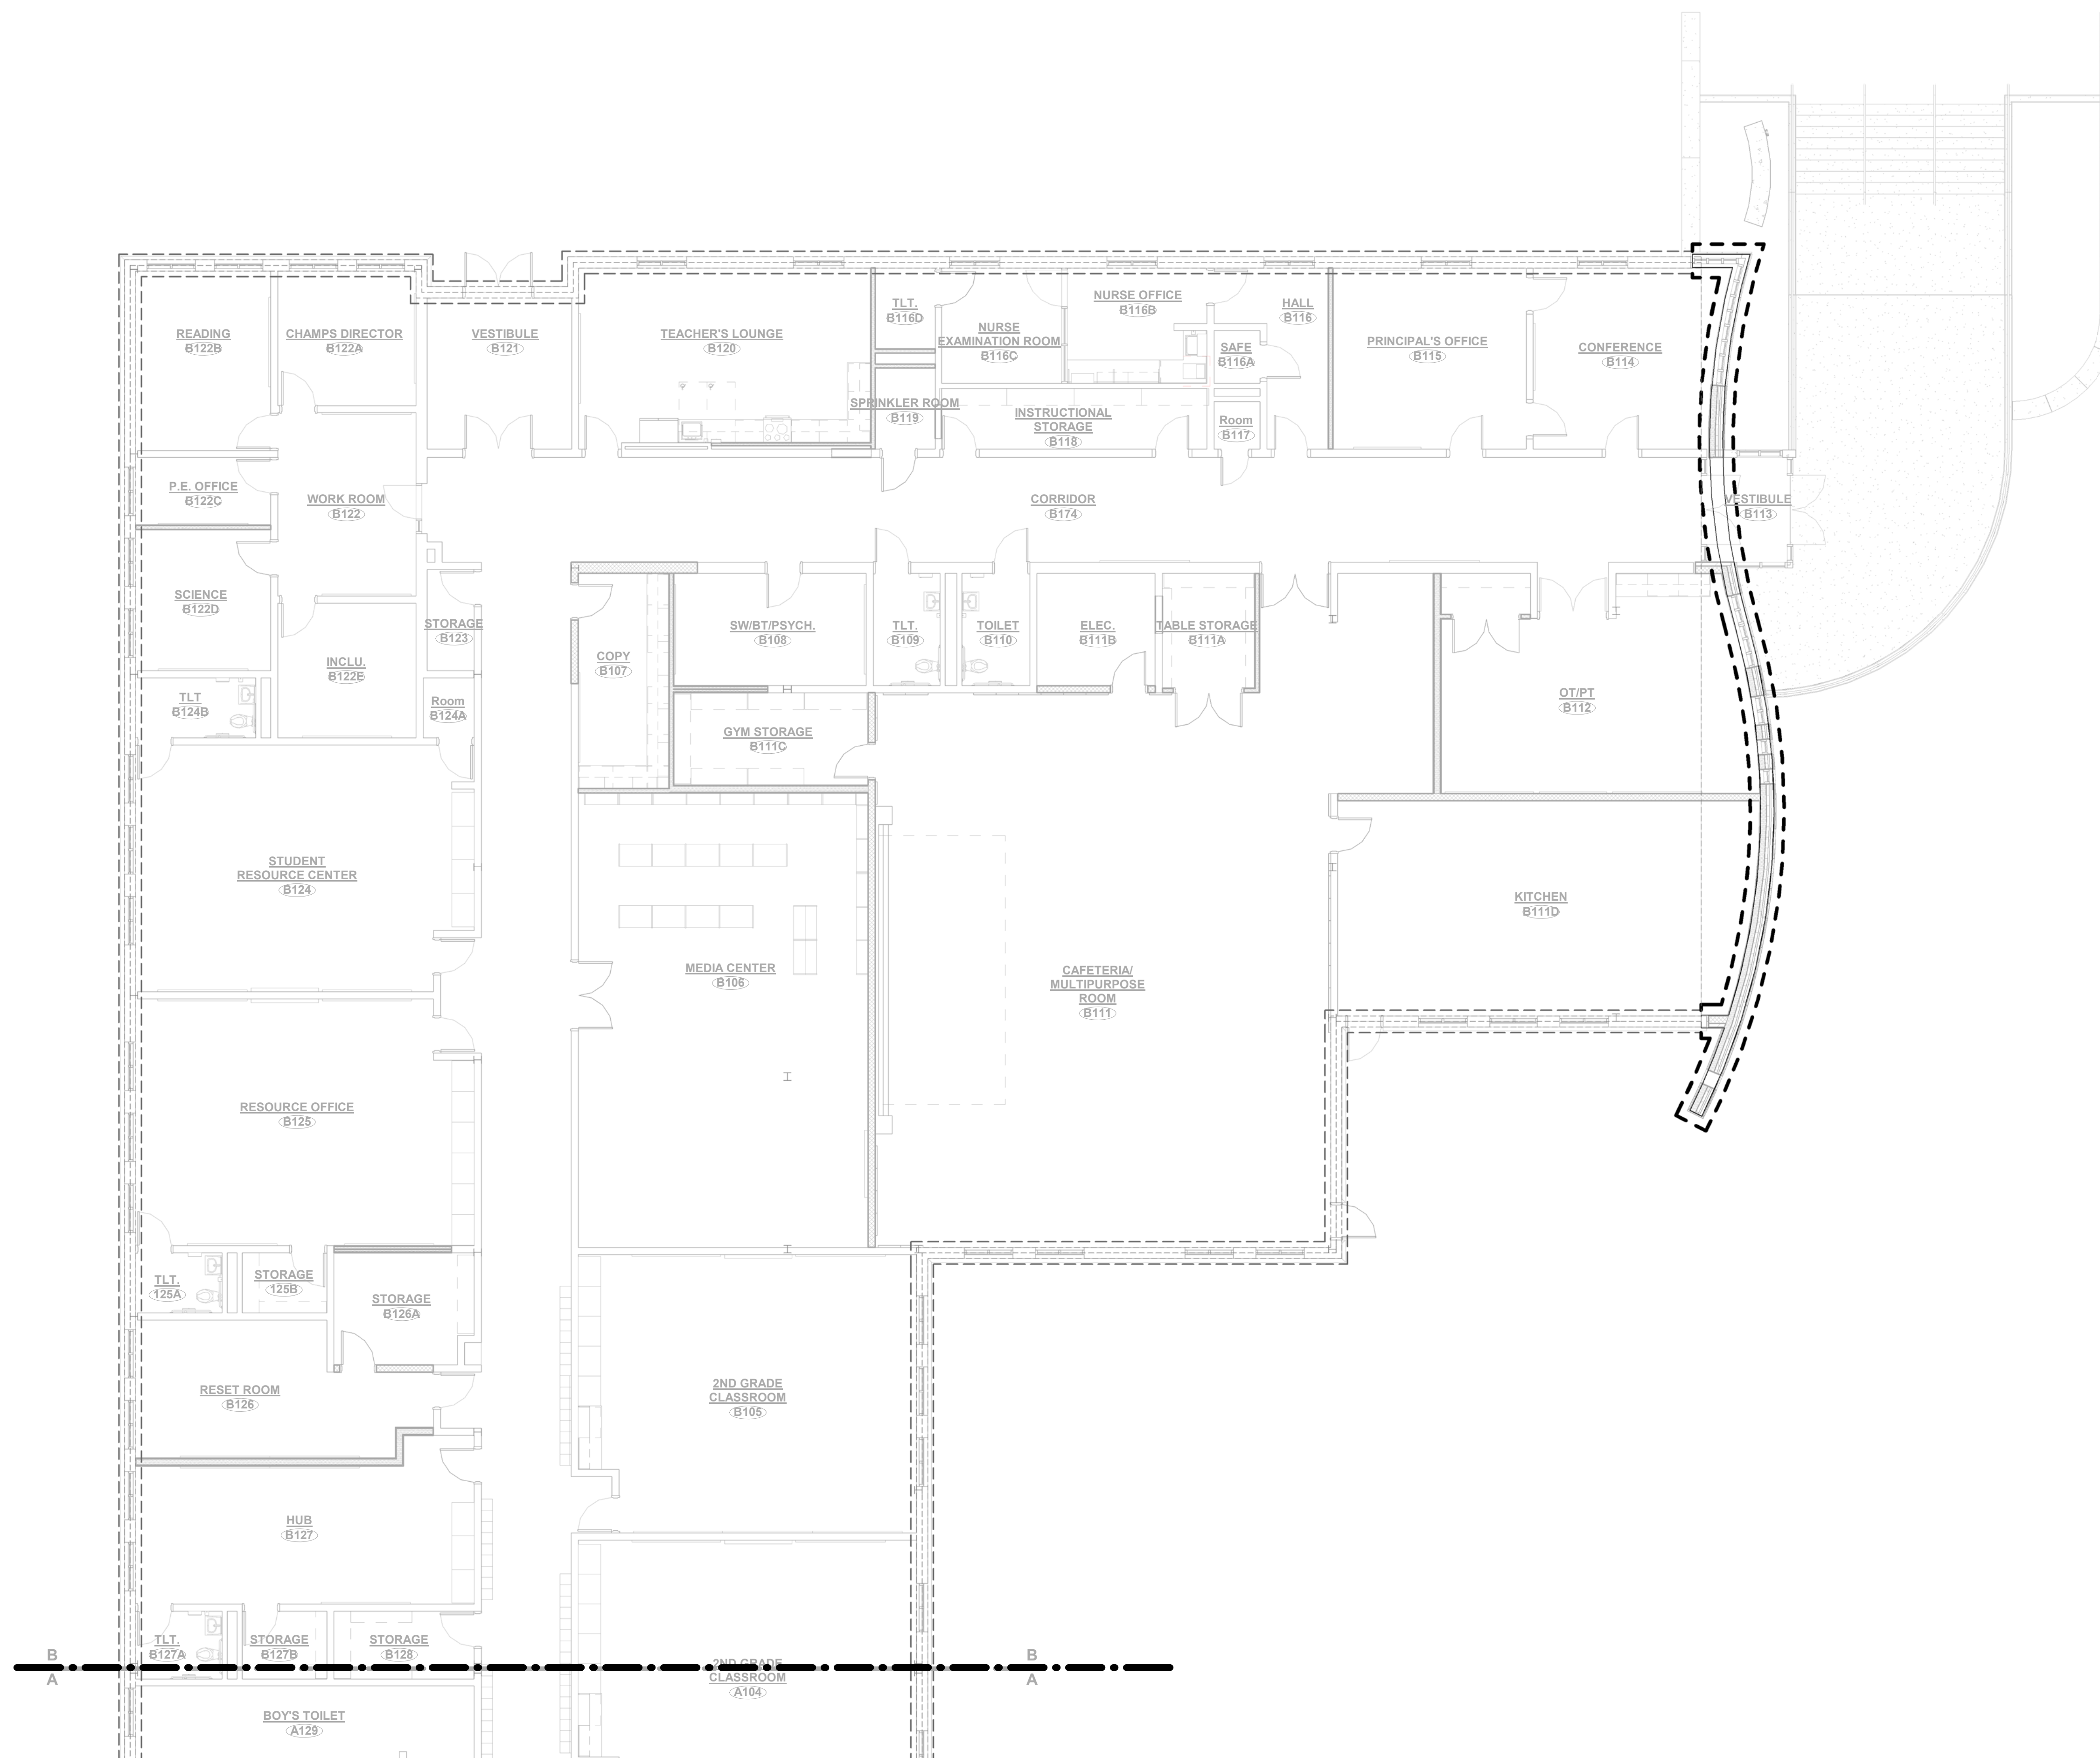 READING
B122B
CHAMPS DIRECTOR
B122A
VESTIBULE
B121
TEACHER'S LOUNGE
B120
TLT.
B116D
NURSE
EXAMINATION ROOM
B116C
NURSE OFFICE
B116B
HALL
B116
SAFE
B116A
PRINCIPAL'S OFFICE
B115
CONFERENCE
B114
SPRINKLER ROOM
B119
INSTRUCTIONAL
STORAGE
B118
Room
B117
P.E. OFFICE
B122C
WORK ROOM
B122
CORRIDOR
B174
VESTIBULE
B113
SCIENCE
B122D
STORAGE
B123
SW/BT/PSYCH.
B108
TLT.
B109
TOILET
B110
ELEC.
B111B
TABLE STORAGE
B111A
INCLU.
B122E
COPY
B107
TLT
B124B
Room
B124A
OT/PT
B112
GYM STORAGE
B111C
STUDENT
RESOURCE CENTER
B124
KITCHEN
B111D
MEDIA CENTER
B106
CAFETERIA/
MULTIPURPOSE
ROOM
B111
RESOURCE OFFICE
B125
TLT.
125A
STORAGE
125B
STORAGE
B126A
RESET ROOM
B126
2ND GRADE
CLASSROOM
B105
HUB
B127
TLT.
B127A
STORAGE
B127B
STORAGE
B128
B
A
B
A
2ND GRADE
CLASSROOM
A104
BOY'S TOILET
A129